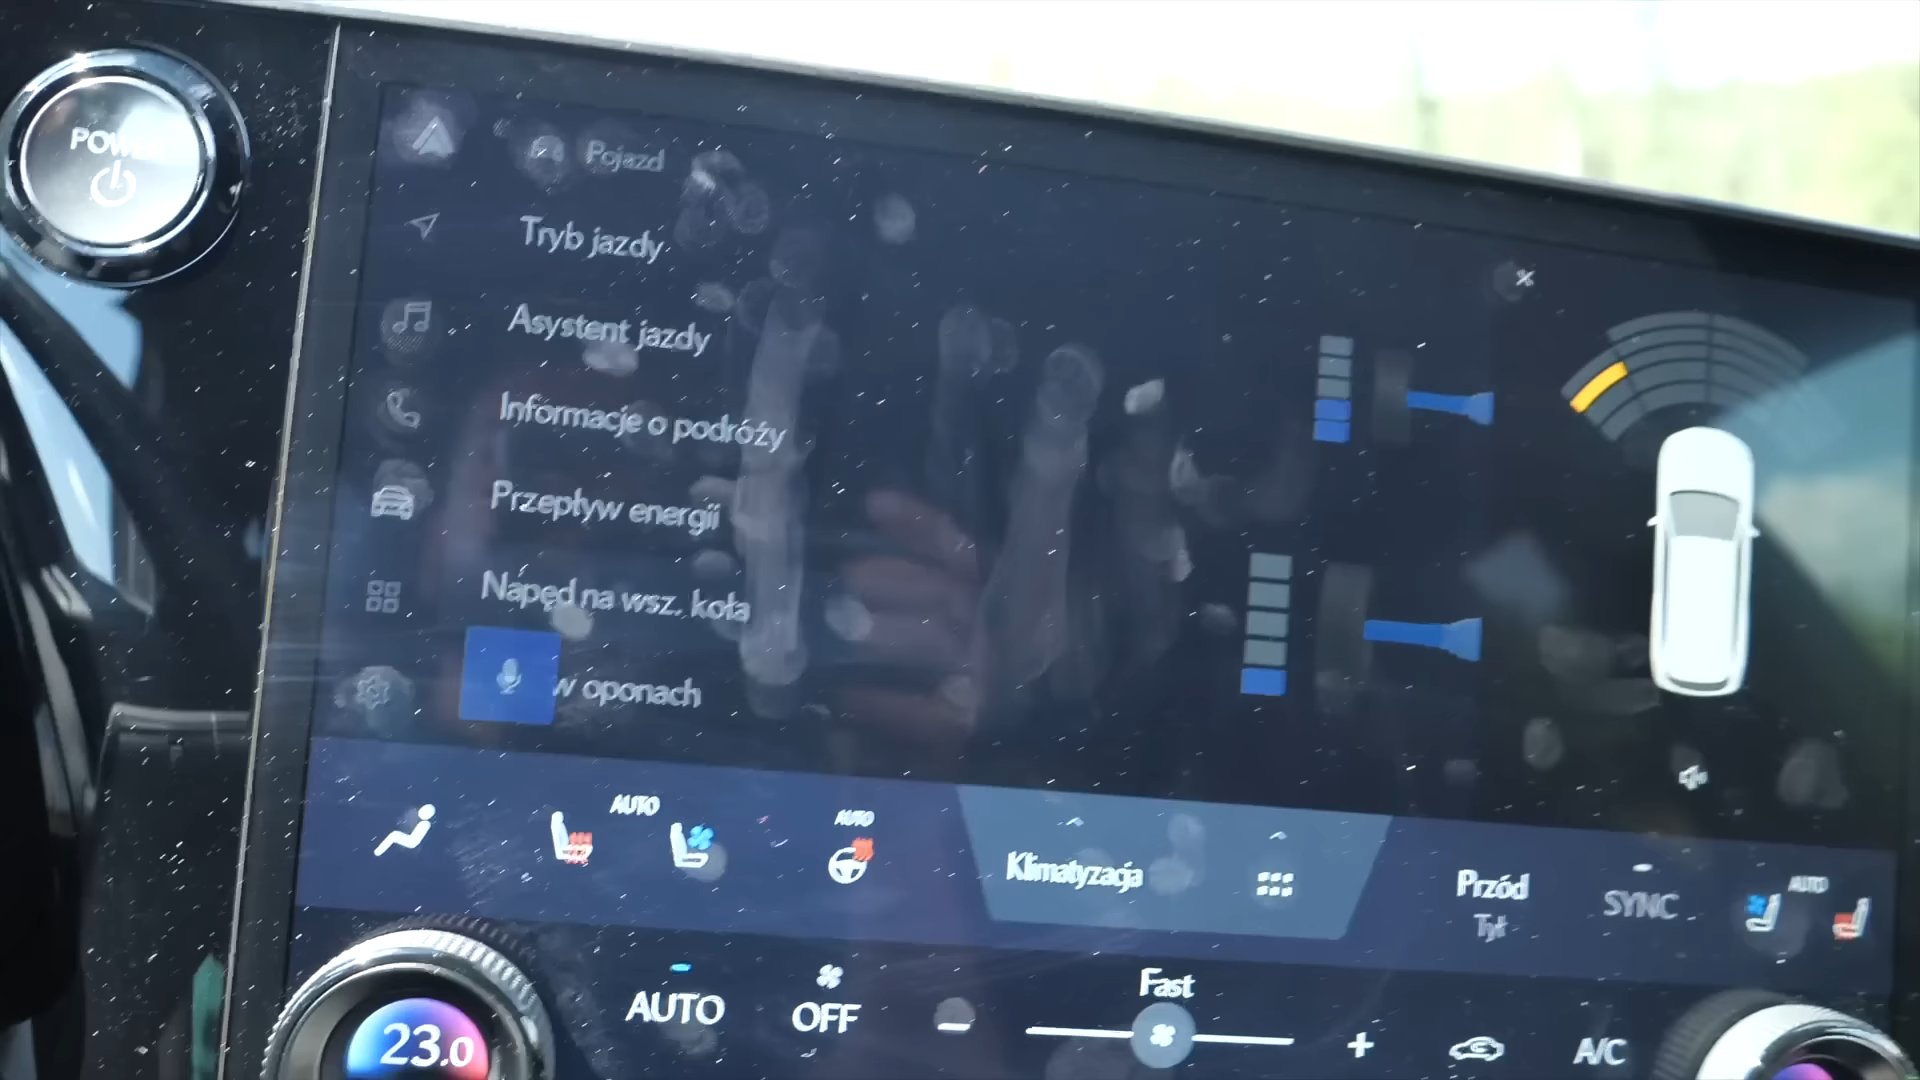 POWER
Pojazd
Tryb jazdy
Asystent jazdy
Informacje o podróży
Przepływ energii
Napęd na wsz. koła
w oponach
AUTO
AUTO
Klimatyzacja
Przód
Tył
SYNC
AUTO
23.0
AUTO
OFF
Fast
A/C